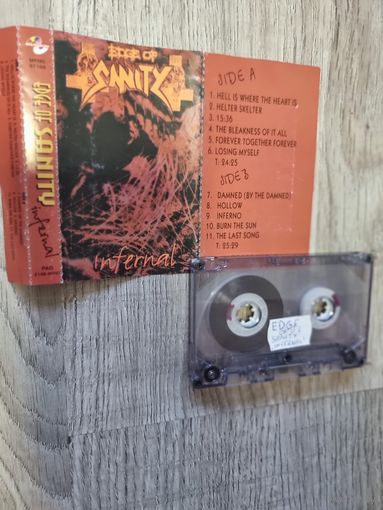 EDGE OF
SANITY
Infernal
EDGE OF SANITY
Infernal
SIDE A
1. HELL IS WHERE THE HEART IS
2. HELTER SKELTER
3. 15:36
4. THE BLEAKNESS OF IT ALL
5. FOREVER TOGETHER FOREVER
6. LOSING MYSELF
T: 24:25
SIDE B
7. DAMNED (BY THE DAMNED)
8. HOLLOW
9. INFERNO
10. BURN THE SUN
11. THE LAST SONG
T: 25:29
EDGE
OF
SANITY
INFERNAL